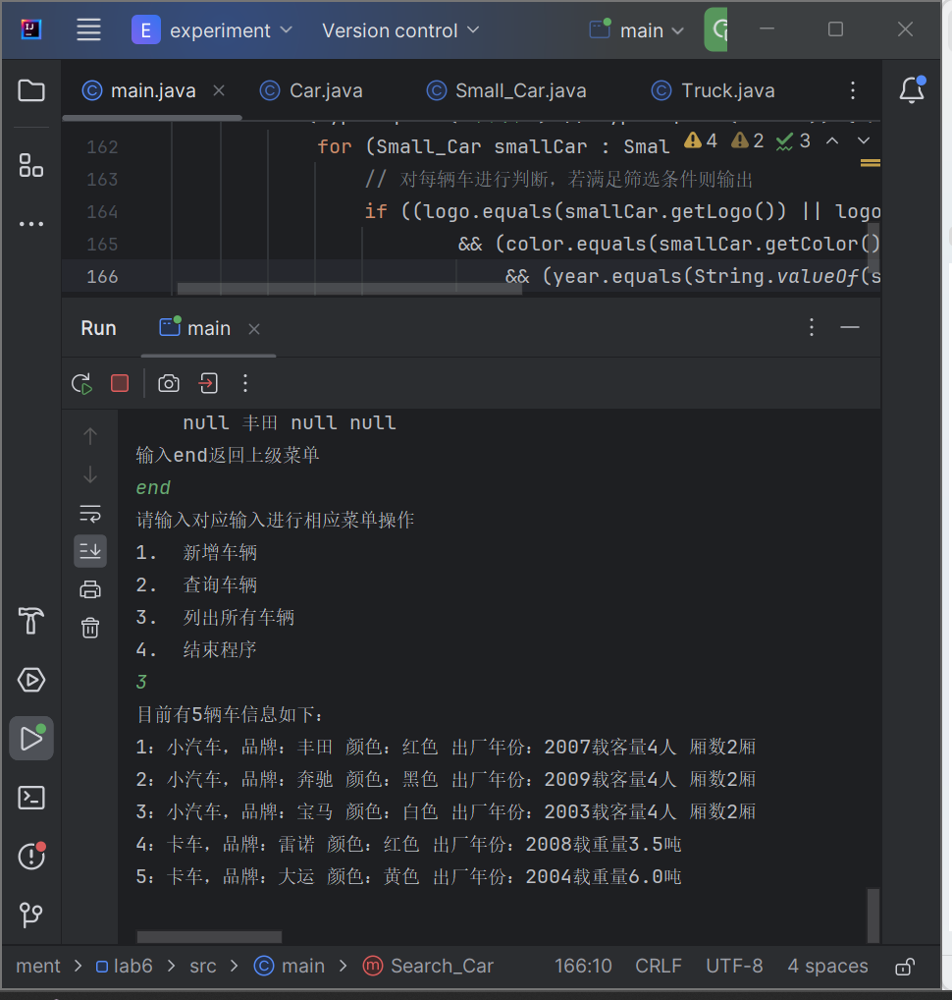 E experiment Version control main
main.java Car.java Small_Car.java Truck.java
162 for (Small_Car smallCar : Smal 4 2 3
163 // 对每辆车进行判断，若满足筛选条件则输出
164 if ((logo.equals(smallCar.getLogo()) || logo
165 && (color.equals(smallCar.getColor()
166 && (year.equals(String.valueOf(s
Run main
null 丰田 null null
输入end返回上级菜单
end
请输入对应输入进行相应菜单操作
1. 新增车辆
2. 查询车辆
3. 列出所有车辆
4. 结束程序
3
目前有5辆车信息如下：
1：小汽车，品牌：丰田 颜色：红色 出厂年份：2007载客量4人 厢数2厢
2：小汽车，品牌：奔驰 颜色：黑色 出厂年份：2009载客量4人 厢数2厢
3：小汽车，品牌：宝马 颜色：白色 出厂年份：2003载客量4人 厢数2厢
4：卡车，品牌：雷诺 颜色：红色 出厂年份：2008载重量3.5吨
5：卡车，品牌：大运 颜色：黄色 出厂年份：2004载重量6.0吨
ment > lab6 > src > main > Search_Car 166:10 CRLF UTF-8 4 spaces